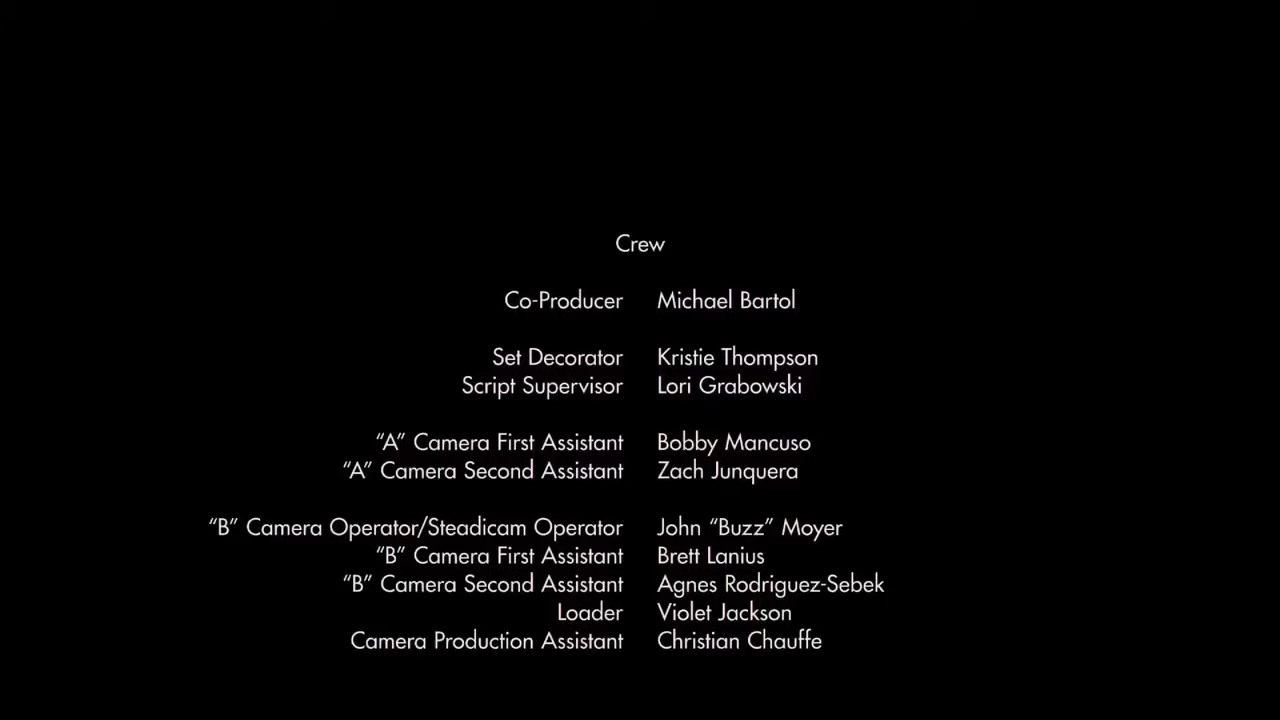 Crew
Co-Producer Michael Bartol
Set Decorator Kristie Thompson
Script Supervisor Lori Grabowski
“A” Camera First Assistant Bobby Mancuso
“A” Camera Second Assistant Zach Junquera
“B” Camera Operator/Steadicam Operator John “Buzz” Moyer
“B” Camera First Assistant Brett Lanius
“B” Camera Second Assistant Agnes Rodriguez-Sebek
Loader Violet Jackson
Camera Production Assistant Christian Chauffe